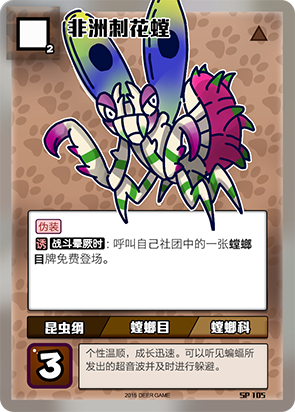 2
非洲刺花螳
伪装
诱 战斗晕厥时：呼叫自己社团中的一张螳螂
目牌免费登场。
昆虫纲 螳螂目 螳螂科
3
个性温顺，成长迅速。可以听见蝙蝠所
发出的超音波并及时进行躲避。
2015 DEER GAME
SP 105